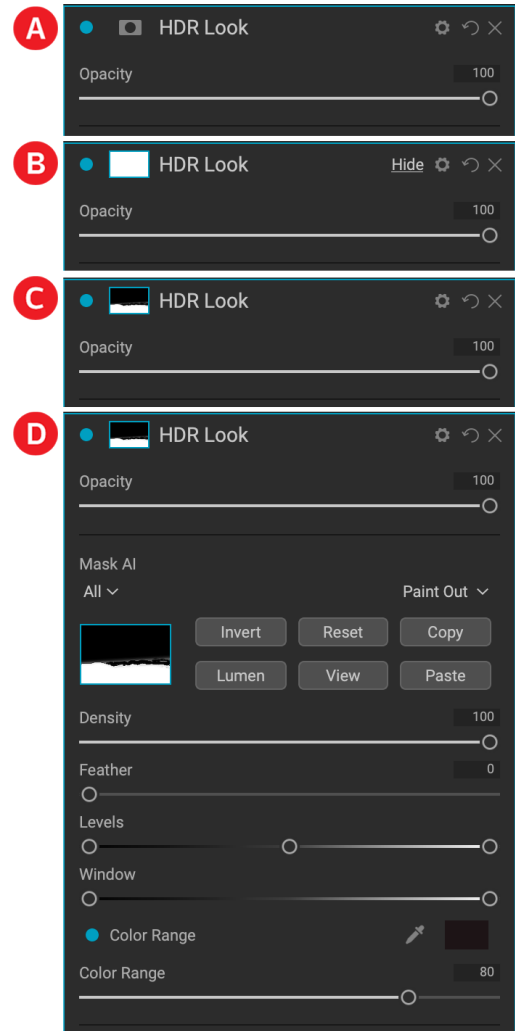 A HDR Look
Opacity 100
B HDR Look Hide
Opacity 100
C HDR Look
Opacity 100
D HDR Look
Opacity 100
Mask AI
All Paint Out
Invert Reset Copy
Lumen View Paste
Density 100
Feather 0
Levels
Window
Color Range
Color Range 80